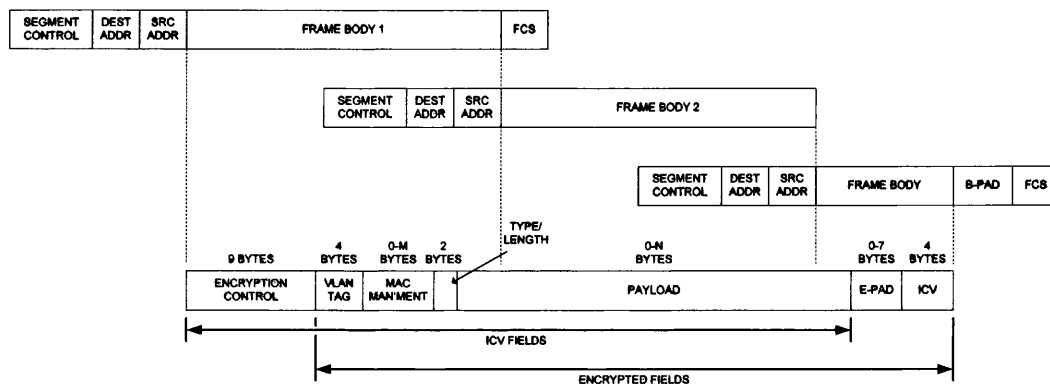 SEGMENT CONTROL
DEST ADDR
SRC ADDR
FRAME BODY 1
FCS
SEGMENT CONTROL
DEST ADDR
SRC ADDR
FRAME BODY 2
SEGMENT CONTROL
DEST ADDR
SRC ADDR
FRAME BODY
B-PAD
FCS
TYPE/ LENGTH
9 BYTES
4 BYTES
0-M BYTES
2 BYTES
0-N BYTES
0-7 BYTES
4 BYTES
ENCRYPTION CONTROL
VLAN TAG
MAC MAN'MENT
PAYLOAD
E-PAD
ICV
ICV FIELDS
ENCRYPTED FIELDS